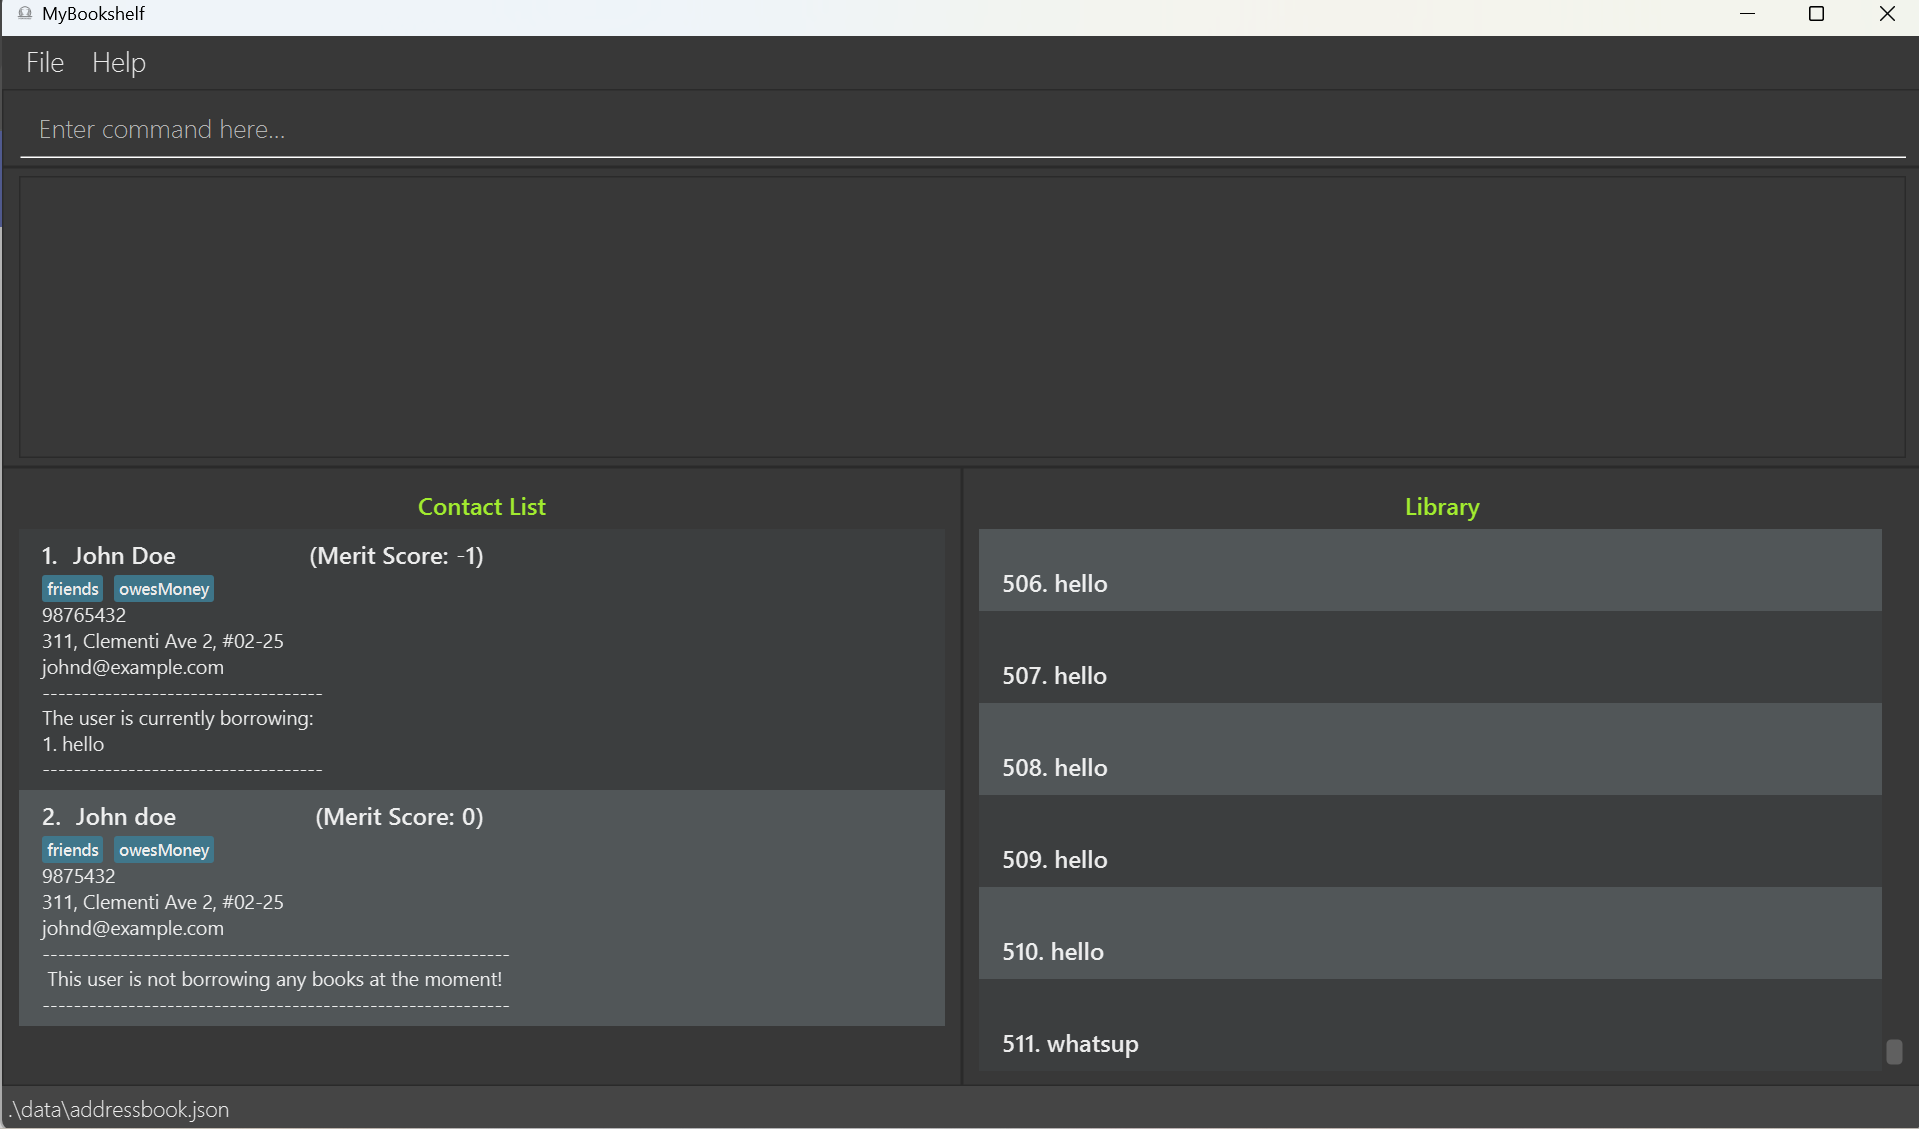 MyBookshelf
File Help
Enter command here...
Contact List
1. John Doe (Merit Score: -1)
friends owesMoney
98765432
311, Clementi Ave 2, #02-25
johnd@example.com
------------------------------------
The user is currently borrowing:
1. hello
------------------------------------
2. John doe (Merit Score: 0)
friends owesMoney
9875432
311, Clementi Ave 2, #02-25
johnd@example.com
------------------------------------------------------------
This user is not borrowing any books at the moment!
------------------------------------------------------------
Library
506. hello
507. hello
508. hello
509. hello
510. hello
511. whatsup
.\data\addressbook.json